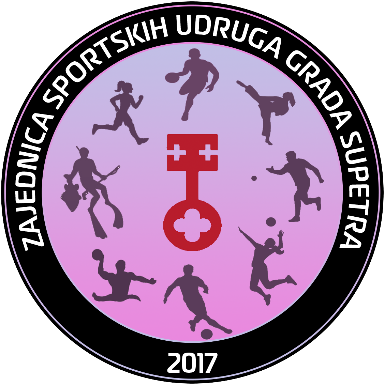 ZAJEDNICA SPORTSKIH UDRUGA GRADA SUPETRA
2017